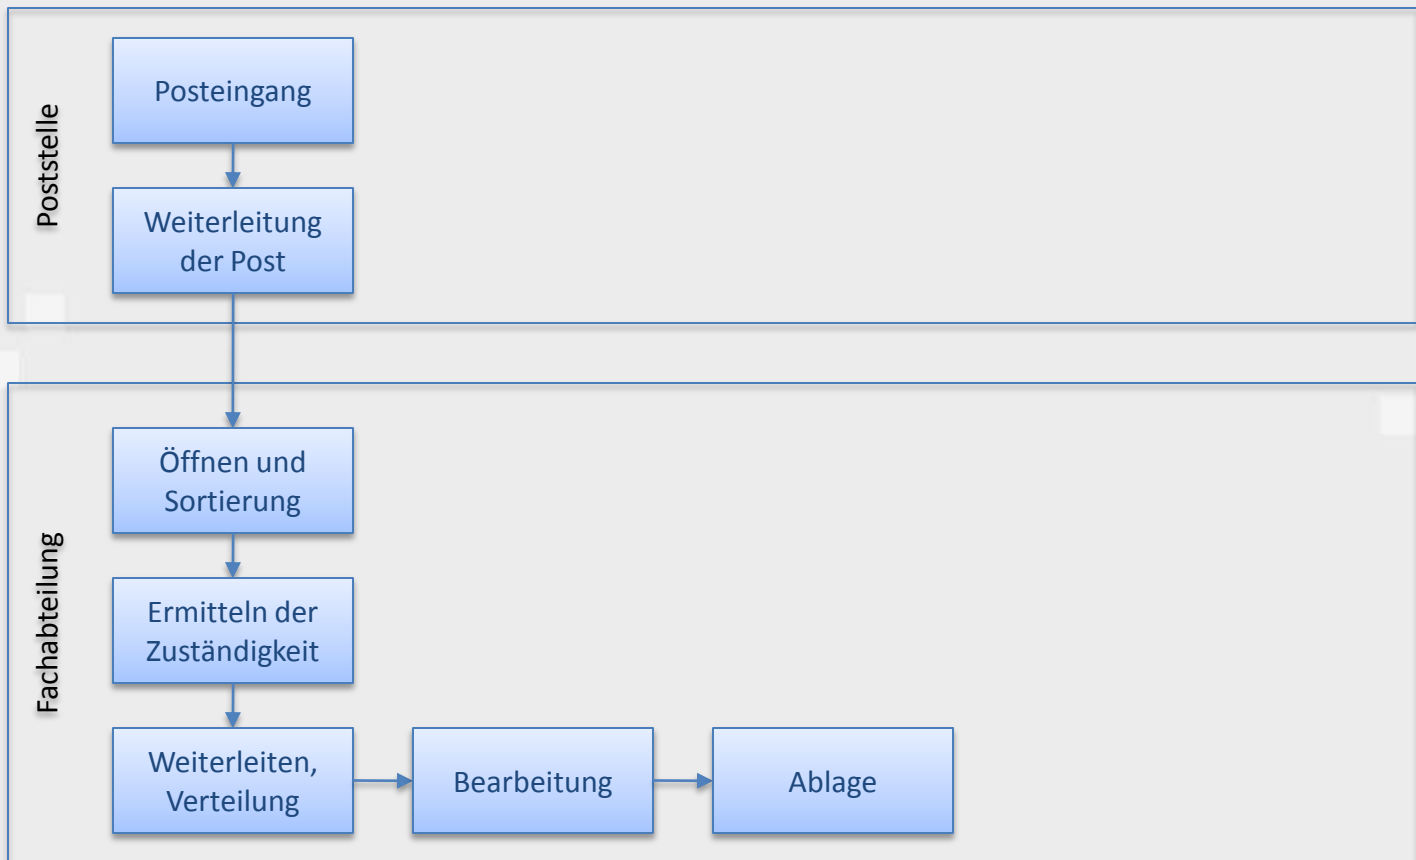 Poststelle
Posteingang
Weiterleitung
der Post
Fachabteilung
Öffnen und
Sortierung
Ermitteln der
Zuständigkeit
Weiterleiten,
Verteilung
Bearbeitung
Ablage